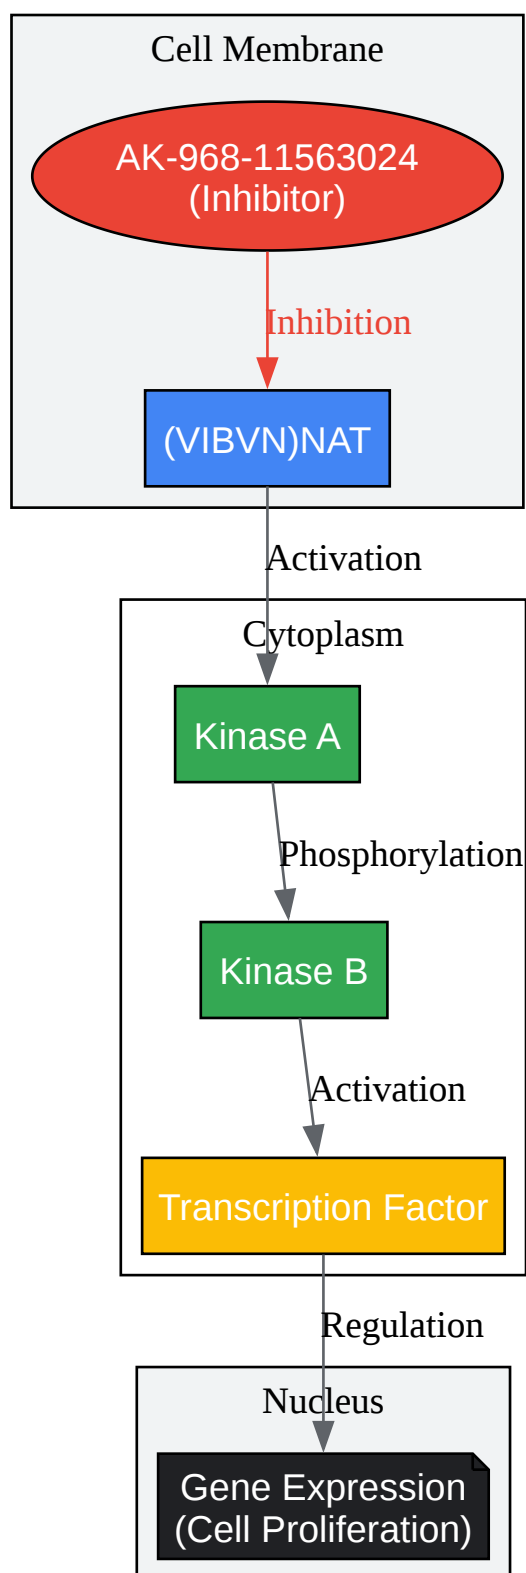 Cell Membrane
AK-968-11563024
(Inhibitor)
Inhibition
(VIBVN)NAT
Activation
Cytoplasm
Kinase A
Phosphorylation
Kinase B
Activation
Transcription Factor
Regulation
Nucleus
Gene Expression
(Cell Proliferation)